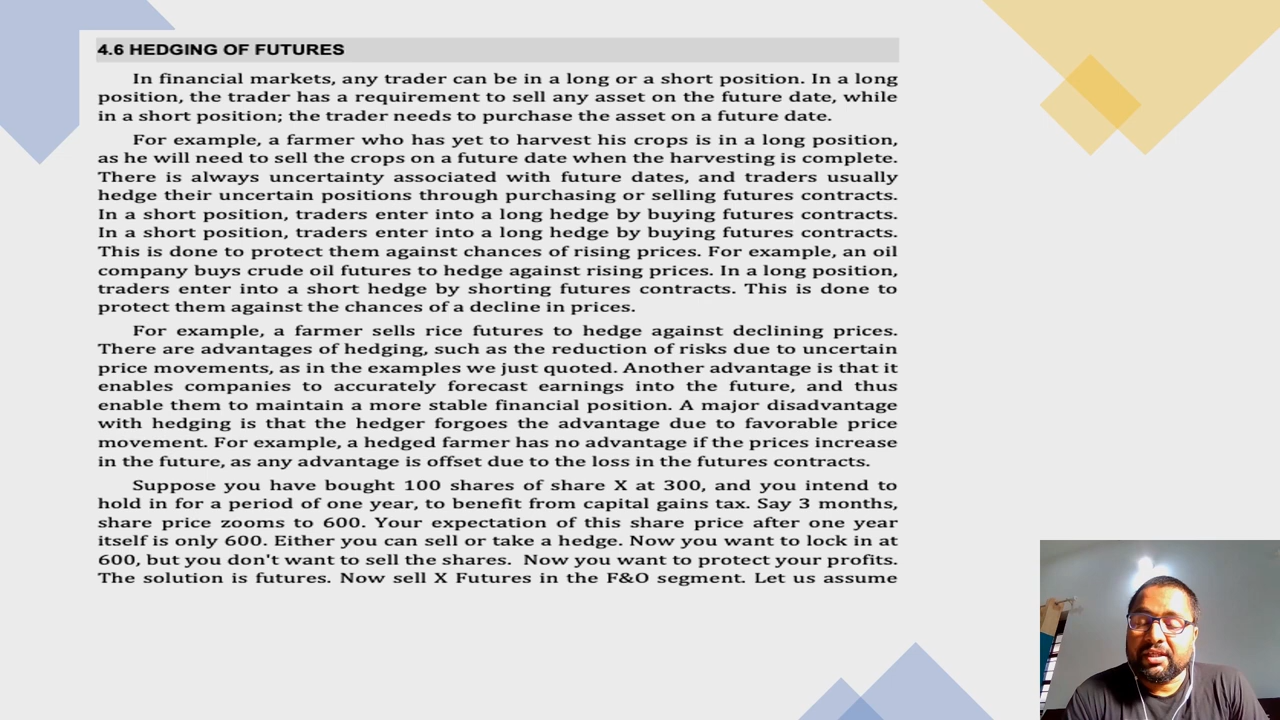 4.6 HEDGING OF FUTURES
In financial markets, any trader can be in a long or a short position. In a long
position, the trader has a requirement to sell any asset on the future date, while
in a short position; the trader needs to purchase the asset on a future date.
For example, a farmer who has yet to harvest his crops is in a long position,
as he will need to sell the crops on a future date when the harvesting is complete.
There is always uncertainty associated with future dates, and traders usually
hedge their uncertain positions through purchasing or selling futures contracts.
In a short position, traders enter into a long hedge by buying futures contracts.
In a short position, traders enter into a long hedge by buying futures contracts.
This is done to protect them against chances of rising prices. For example, an oil
company buys crude oil futures to hedge against rising prices. In a long position,
traders enter into a short hedge by shorting futures contracts. This is done to
protect them against the chances of a decline in prices.
For example, a farmer sells rice futures to hedge against declining prices.
There are advantages of hedging, such as the reduction of risks due to uncertain
price movements, as in the examples we just quoted. Another advantage is that it
enables companies to accurately forecast earnings into the future, and thus
enable them to maintain a more stable financial position. A major disadvantage
with hedging is that the hedger forgoes the advantage due to favorable price
movement. For example, a hedged farmer has no advantage if the prices increase
in the future, as any advantage is offset due to the loss in the futures contracts.
Suppose you have bought 100 shares of share X at 300, and you intend to
hold in for a period of one year, to benefit from capital gains tax. Say 3 months,
share price zooms to 600. Your expectation of this share price after one year
itself is only 600. Either you can sell or take a hedge. Now you want to lock in at
600, but you don't want to sell the shares. Now you want to protect your profits.
The solution is futures. Now sell X Futures in the F&O segment. Let us assume